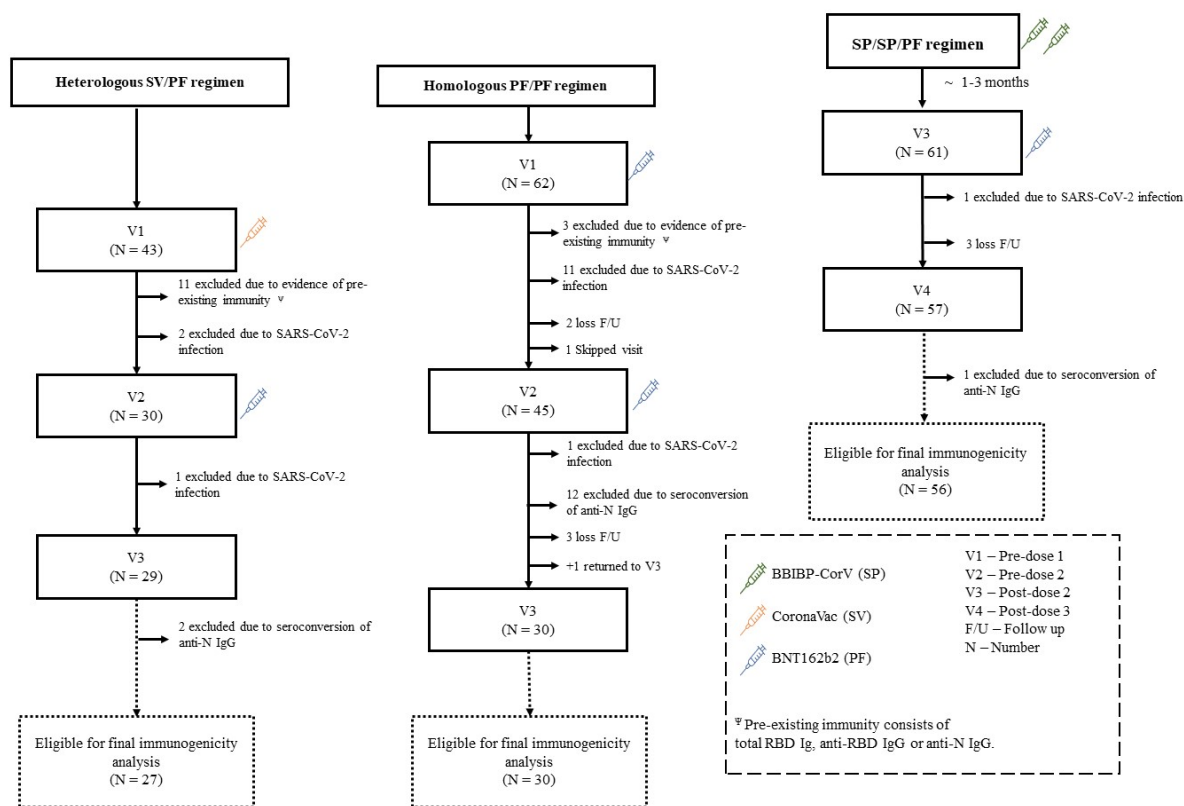 Heterologous SV/PF regimen
V1
(N = 43)
11 excluded due to evidence of pre-
existing immunity Ψ
2 excluded due to SARS-CoV-2
infection
V2
(N = 30)
1 excluded due to SARS-CoV-2
infection
V3
(N = 29)
2 excluded due to seroconversion of
anti-N IgG
Eligible for final immunogenicity
analysis
(N = 27)
Homologous PF/PF regimen
V1
(N = 62)
3 excluded due to evidence of pre-
existing immunity Ψ
11 excluded due to SARS-CoV-2
infection
2 loss F/U
1 Skipped visit
V2
(N = 45)
1 excluded due to SARS-CoV-2
infection
12 excluded due to seroconversion
of anti-N IgG
3 loss F/U
+1 returned to V3
V3
(N = 30)
Eligible for final immunogenicity
analysis
(N = 30)
SP/SP/PF regimen
~ 1-3 months
V3
(N = 61)
1 excluded due to SARS-CoV-2 infection
3 loss F/U
V4
(N = 57)
1 excluded due to seroconversion of
anti-N IgG
Eligible for final immunogenicity
analysis
(N = 56)
BBIBP-CorV (SP)
CoronaVac (SV)
BNT162b2 (PF)
V1 – Pre-dose 1
V2 – Pre-dose 2
V3 – Post-dose 2
V4 – Post-dose 3
F/U – Follow up
N – Number
Ψ Pre-existing immunity consists of
total RBD Ig, anti-RBD IgG or anti-N IgG.